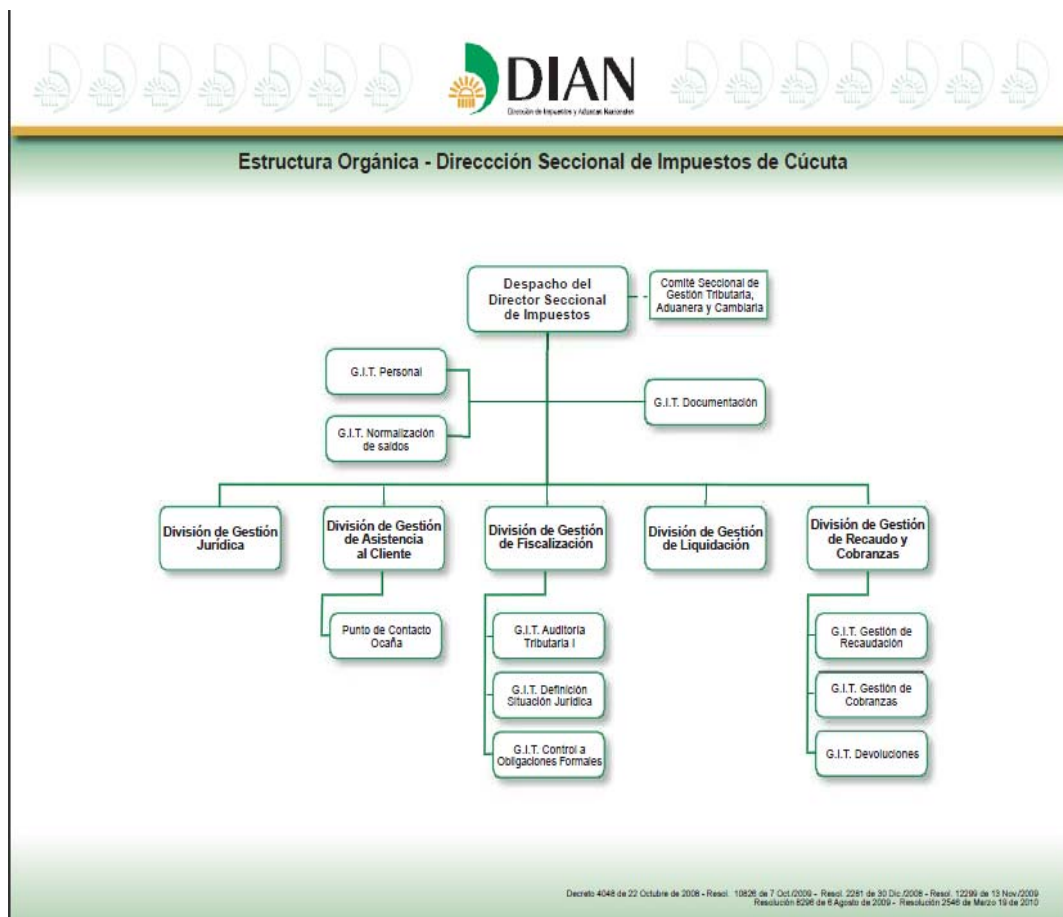 DIAN
Dirección de Impuestos y Aduanas Nacionales
Estructura Orgánica - Direccción Seccional de Impuestos de Cúcuta
Despacho del
Director Seccional
de Impuestos
Comité Seccional de
Gestión Tributaria,
Aduanera y Cambiaria
G.I.T. Personal
G.I.T. Documentación
G.I.T. Normalización
de saldos
División de Gestión
Jurídica
División de Gestión
de Asistencia
al Cliente
División de Gestión
de Fiscalización
División de Gestión
de Liquidación
División de Gestión
de Recaudo y
Cobranzas
Punto de Contacto
Ocaña
G.I.T. Auditoría
Tributaria I
G.I.T. Definición
Situación Jurídica
G.I.T. Control a
Obligaciones Formales
G.I.T. Gestión de
Recaudación
G.I.T. Gestión de
Cobranzas
G.I.T. Devoluciones
Decreto 4048 de 22 Octubre de 2008 - Resol. 10826 de 7 Oct./2009 - Resol. 2281 de 30 Dic./2008 - Resol. 12299 de 13 Nov./2009
Resolución 8296 de 6 Agosto de 2009 - Resolución 2546 de Marzo 19 de 2010